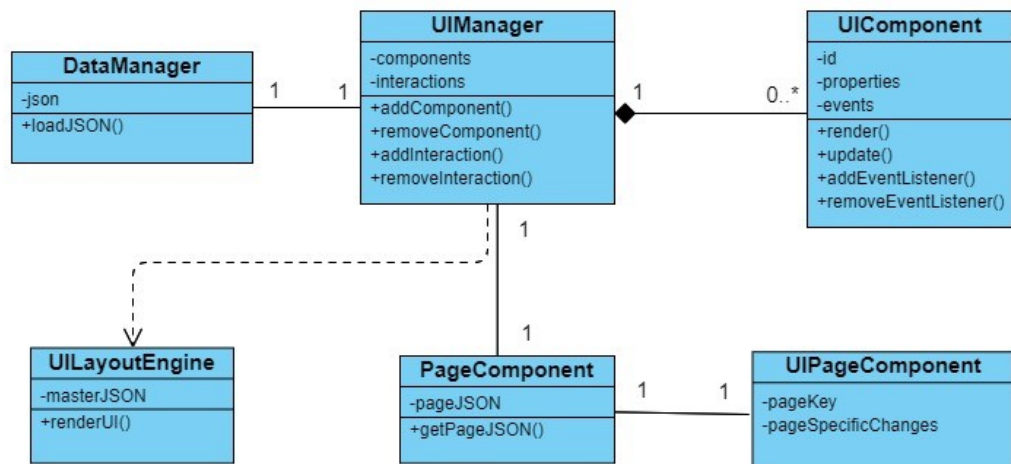 DataManager
-json
+loadJSON()
1
1
UIManager
-components
-interactions
+addComponent()
+removeComponent()
+addInteraction()
+removeInteraction()
1
0..*
UIComponent
-id
-properties
-events
+render()
+update()
+addEventListener()
+removeEventListener()
1
1
UILayoutEngine
-masterJSON
+renderUI()
PageComponent
-pageJSON
+getPageJSON()
1
1
UIPageComponent
-pageKey
-pageSpecificChanges